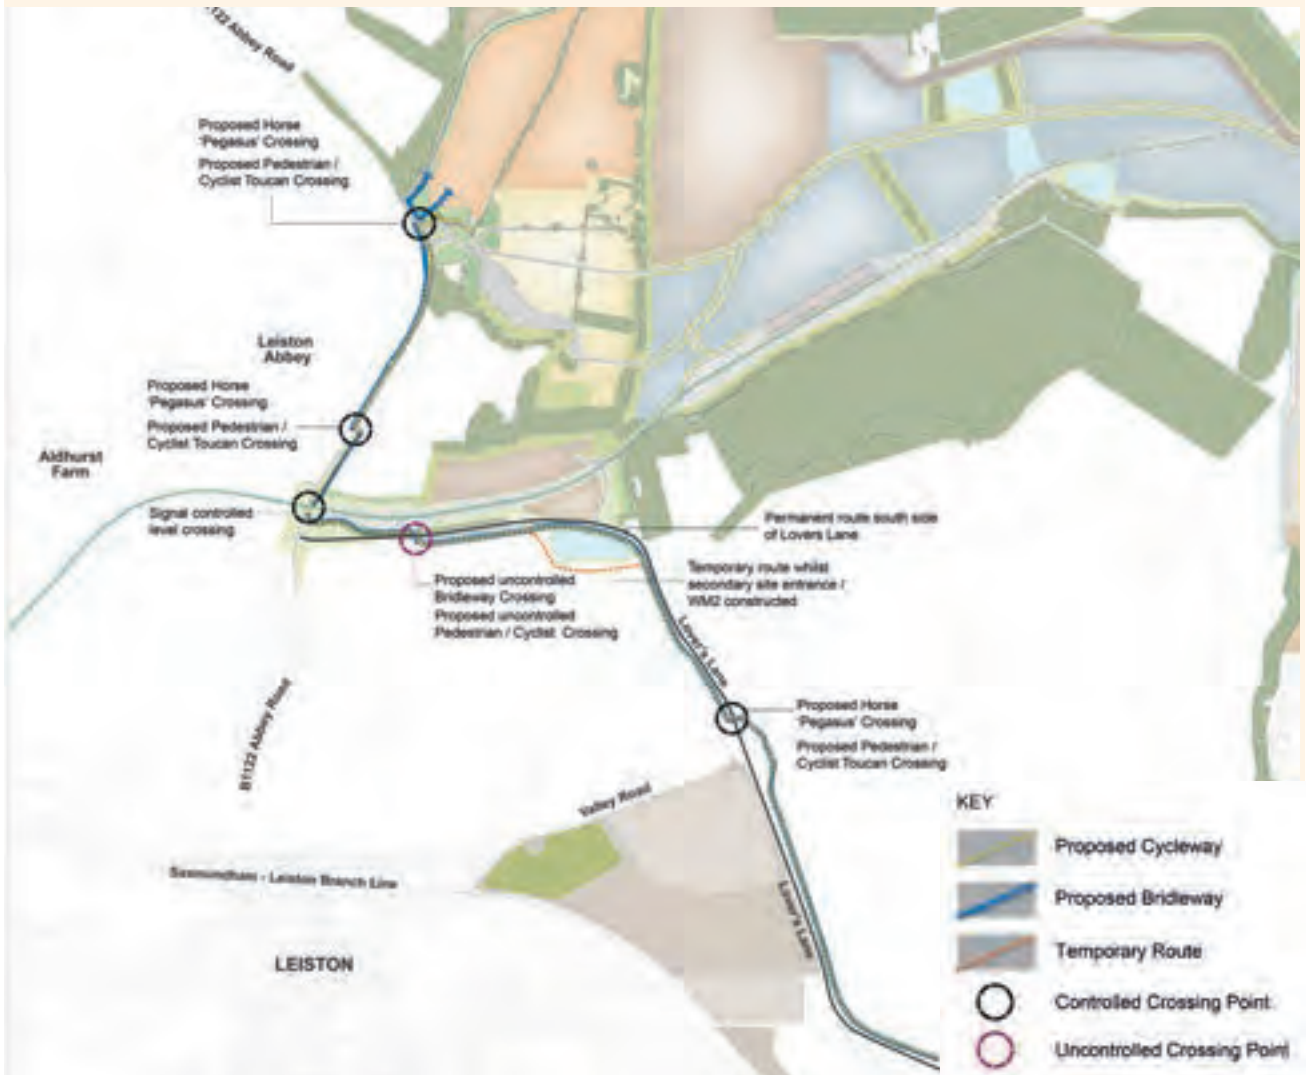 B1122 Abbey Road
Proposed Horse
'Pegasus' Crossing
Proposed Pedestrian /
Cyclist Toucan Crossing
Leiston
Abbey
Proposed Horse
'Pegasus' Crossing
Proposed Pedestrian /
Cyclist Toucan Crossing
Aldhurst
Farm
Signal controlled
level crossing
Permanent route south side
of Lovers Lane
Temporary route whilst
secondary site entrance /
WM2 constructed
Proposed uncontrolled
Bridleway Crossing
Proposed uncontrolled
Pedestrian / Cyclist Crossing
Lover's Lane
B1122 Abbey Road
Proposed Horse
'Pegasus' Crossing
Proposed Pedestrian /
Cyclist Toucan Crossing
Valley Road
Saxmundham - Leiston Branch Line
Lover's Lane
LEISTON
KEY
Proposed Cycleway
Proposed Bridleway
Temporary Route
Controlled Crossing Point
Uncontrolled Crossing Point